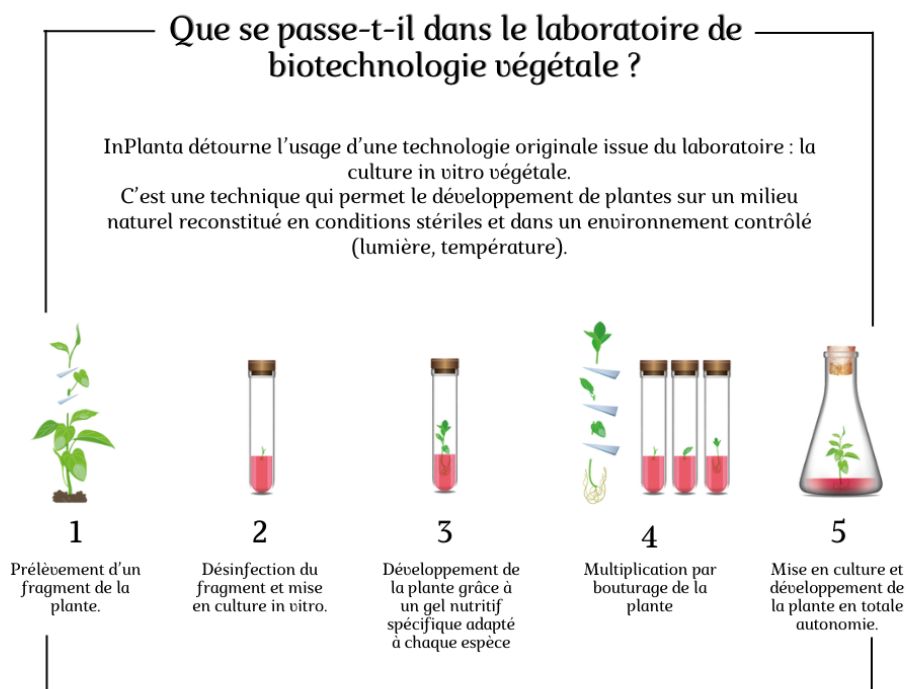 Que se passe-t-il dans le laboratoire de
biotechnologie végétale ?
InPlanta détourne l'usage d'une technologie originale issue du laboratoire : la
culture in vitro végétale.
C'est une technique qui permet le développement de plantes sur un milieu
naturel reconstitué en conditions stériles et dans un environnement contrôlé
(lumière, température).
1
Prélèvement d'un
fragment de la
plante.
2
Désinfection du
fragment et mise
en culture in vitro.
3
Développement de
la plante grâce à
un gel nutritif
spécifique adapté
à chaque espèce
4
Multiplication par
bouturage de la
plante
5
Mise en culture et
développement de
la plante en totale
autonomie.